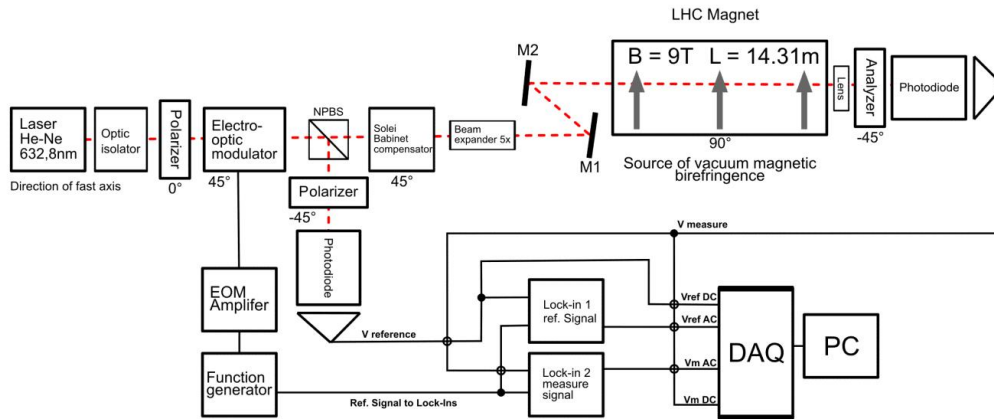 LHC Magnet
B = 9T L = 14.31m
90°
Source of vacuum magnetic
birefringence
M2
M1
Lens
Analyzer
-45°
Photodiode
Laser
He-Ne
632,8nm
Direction of fast axis
Optic
isolator
Polarizer
0°
Electro-
optic
modulator
45°
NPBS
Solei
Babinet
compensator
45°
Beam
expander 5x
Polarizer
-45°
Photodiode
V measure
V reference
EOM
Amplifer
Function
generator
Ref. Signal to Lock-Ins
Lock-in 1
ref. Signal
Lock-in 2
measure
signal
Vref DC
Vref AC
Vm AC
Vm DC
DAQ
PC